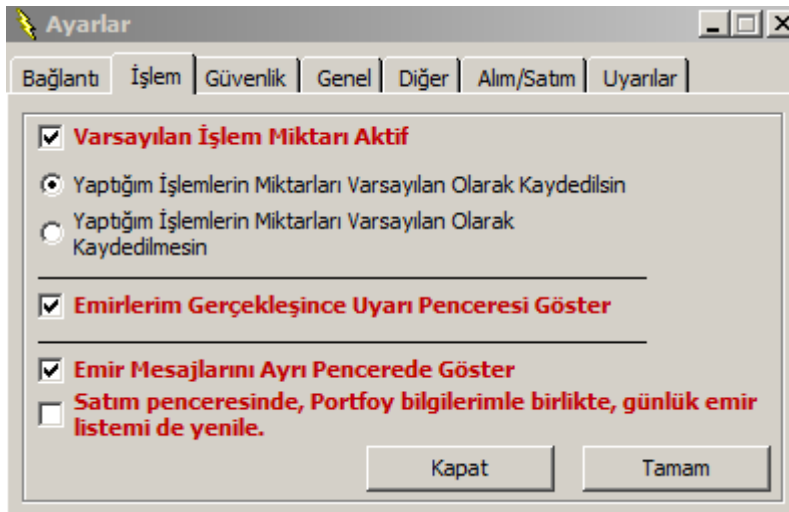 Ayarlar
Bağlantı İşlem Güvenlik Genel Diğer Alım/Satım Uyarılar
Varsayılan İşlem Miktarı Aktif
Yaptığım İşlemlerin Miktarları Varsayılan Olarak Kaydedilsin
Yaptığım İşlemlerin Miktarları Varsayılan Olarak
Kaydedilmesin
Emirlerim Gerçekleşince Uyarı Penceresi Göster
Emir Mesajlarını Ayrı Pencerede Göster
Satım penceresinde, Portfoy bilgilerimle birlikte, günlük emir
listemi de yenile.
Kapat Tamam